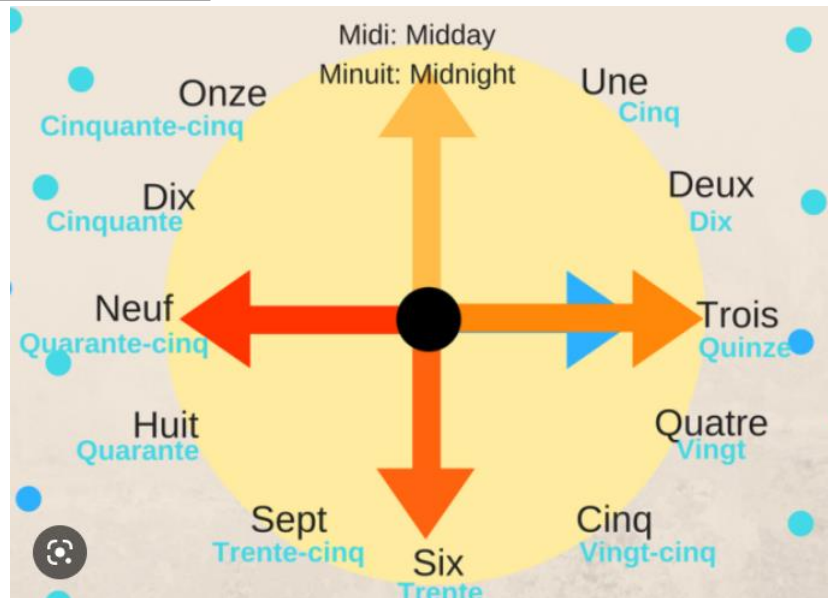 Midi: Midday
Minuit: Midnight
Une
Cinq
Deux
Dix
Trois
Quinze
Quatre
Vingt
Cinq
Vingt-cinq
Six
Trente
Sept
Trente-cinq
Huit
Quarante
Neuf
Quarante-cinq
Dix
Cinquante
Onze
Cinquante-cinq